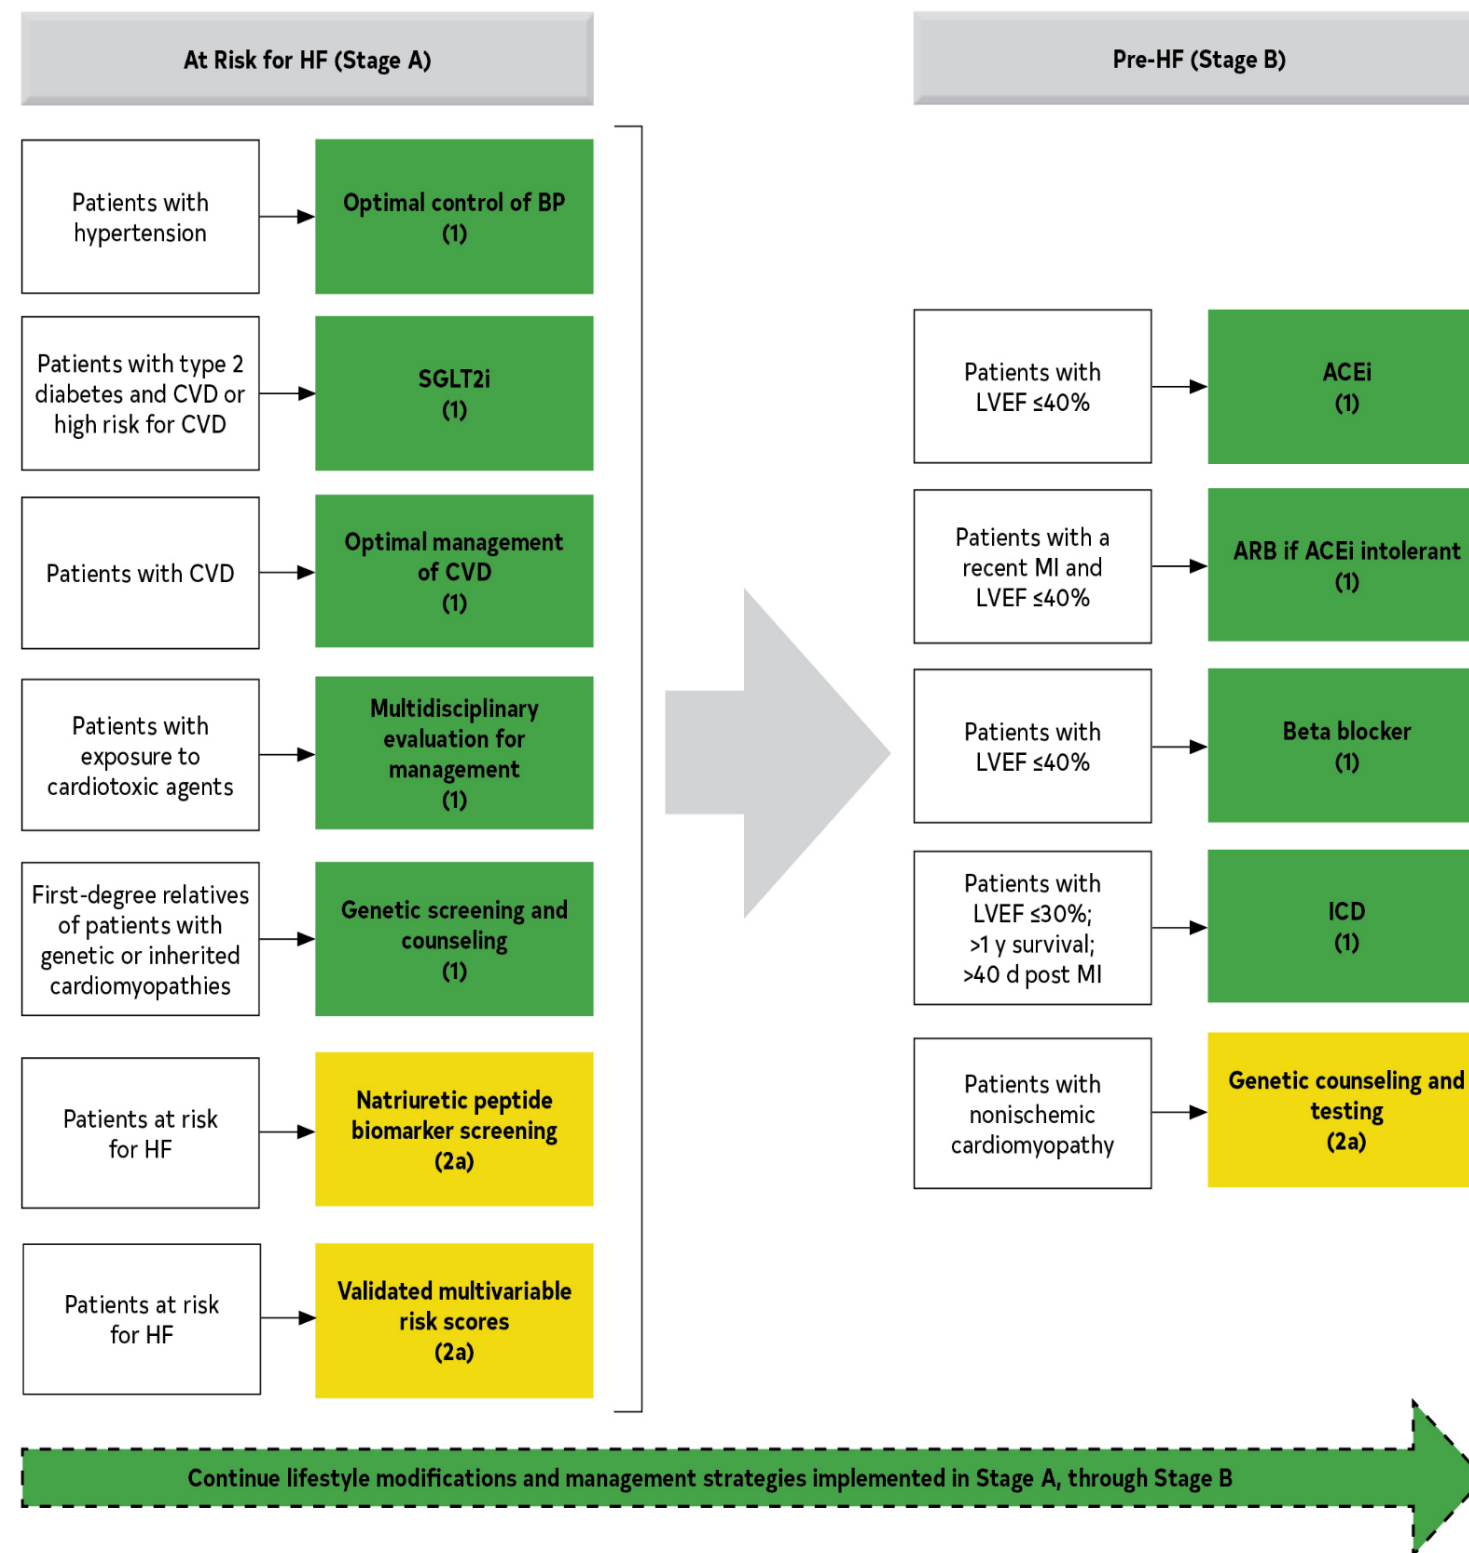 At Risk for HF (Stage A)
Patients with
hypertension
Optimal control of BP
(1)
Patients with type 2
diabetes and CVD or
high risk for CVD
SGLT2i
(1)
Patients with CVD
Optimal management
of CVD
(1)
Patients with
exposure to
cardiotoxic agents
Multidisciplinary
evaluation for
management
(1)
First-degree relatives
of patients with
genetic or inherited
cardiomyopathies
Genetic screening and
counseling
(1)
Patients at risk
for HF
Natriuretic peptide
biomarker screening
(2a)
Patients at risk
for HF
Validated multivariable
risk scores
(2a)
Pre-HF (Stage B)
Patients with
LVEF ≤40%
ACEi
(1)
Patients with a
recent MI and
LVEF ≤40%
ARB if ACEi intolerant
(1)
Patients with
LVEF ≤40%
Beta blocker
(1)
Patients with
LVEF ≤30%;
>1 y survival;
>40 d post MI
ICD
(1)
Patients with
nonischemic
cardiomyopathy
Genetic counseling and
testing
(2a)
Continue lifestyle modifications and management strategies implemented in Stage A, through Stage B